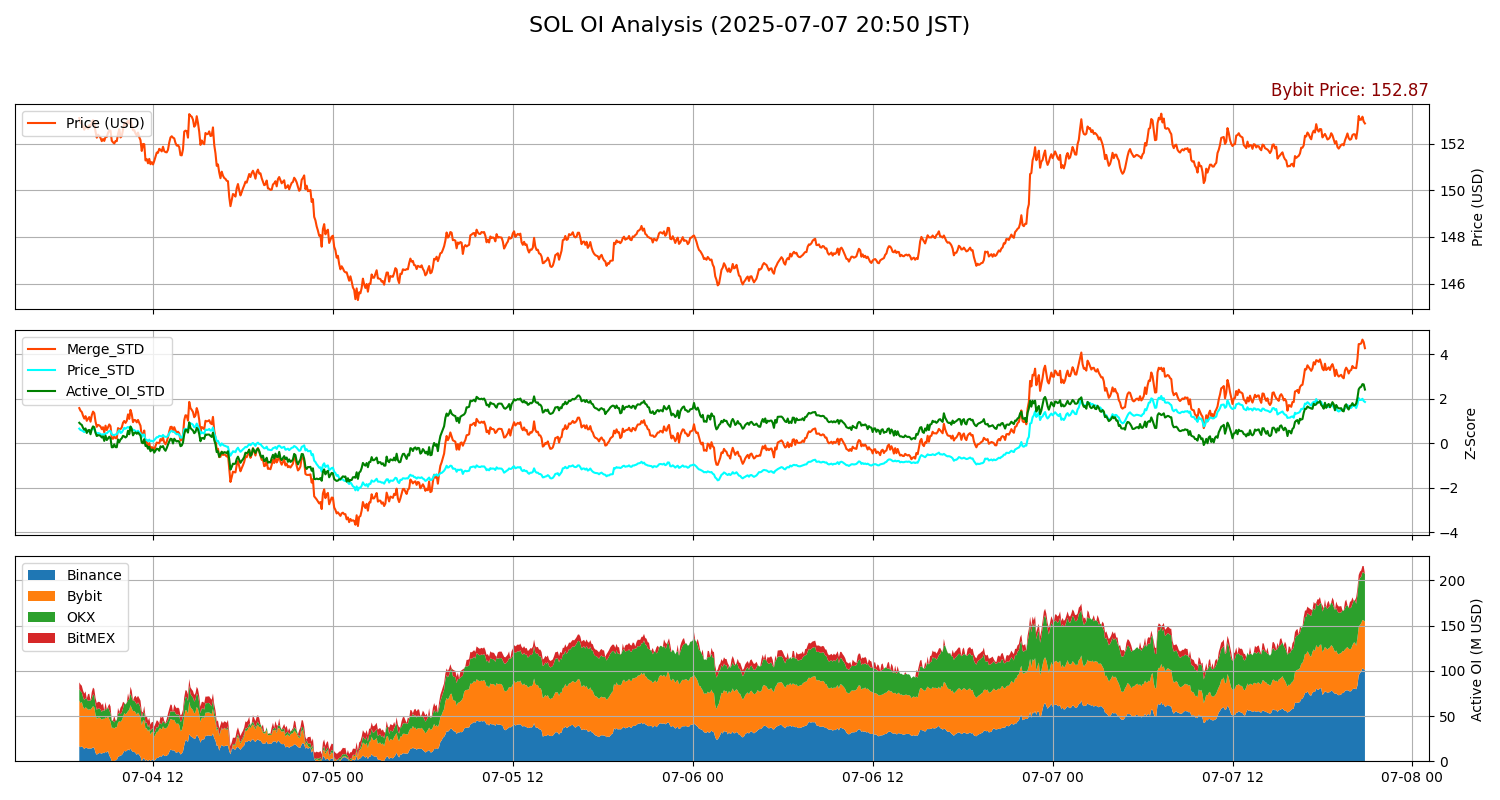 SOL OI Analysis (2025-07-07 20:50 JST)
Bybit Price: 152.87
Price (USD)
152
150
148
146
Price (USD)
Merge_STD
Price_STD
Active_OI_STD
4
2
0
−2
−4
Z-Score
Binance
Bybit
OKX
BitMEX
200
150
100
50
0
Active OI (M USD)
07-04 12
07-05 00
07-05 12
07-06 00
07-06 12
07-07 00
07-07 12
07-08 00